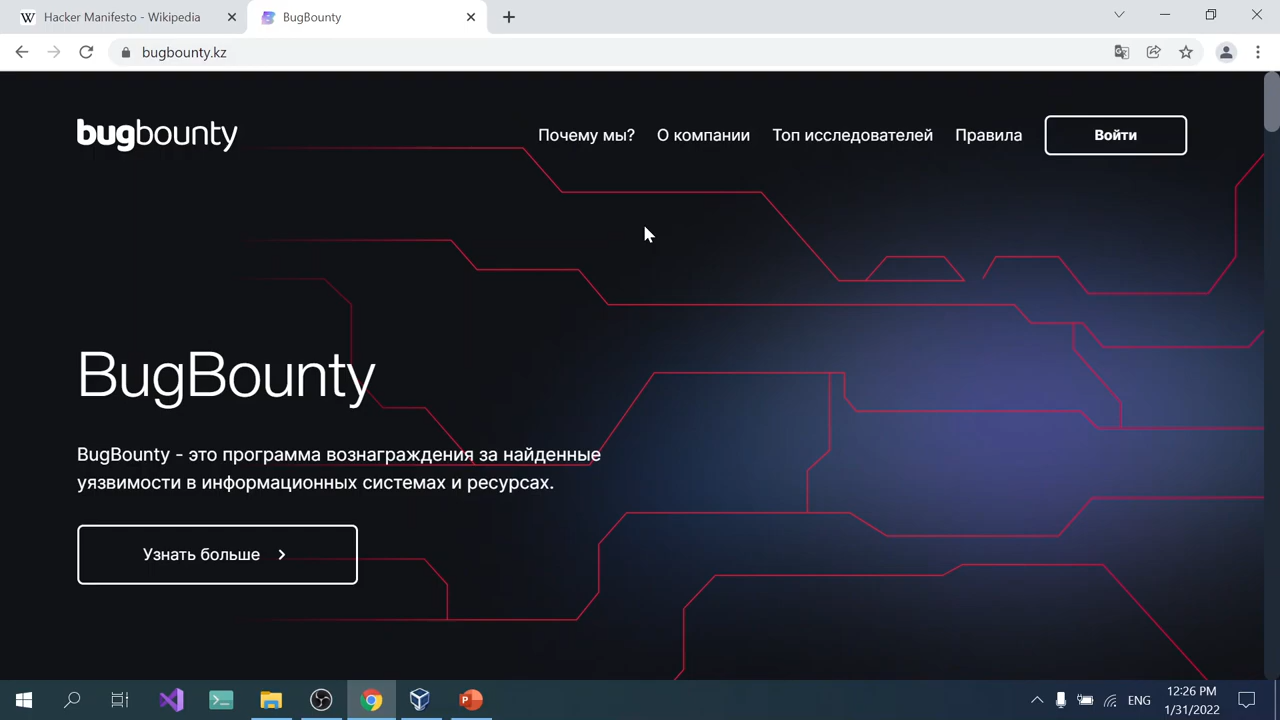 Hacker Manifesto - Wikipedia
BugBounty
bugbounty.kz
bugbounty
Почему мы?
О компании
Топ исследователей
Правила
Войти
BugBounty
BugBounty - это программа вознаграждения за найденные
уязвимости в информационных системах и ресурсах.
Узнать больше
ENG
12:26 PM
1/31/2022